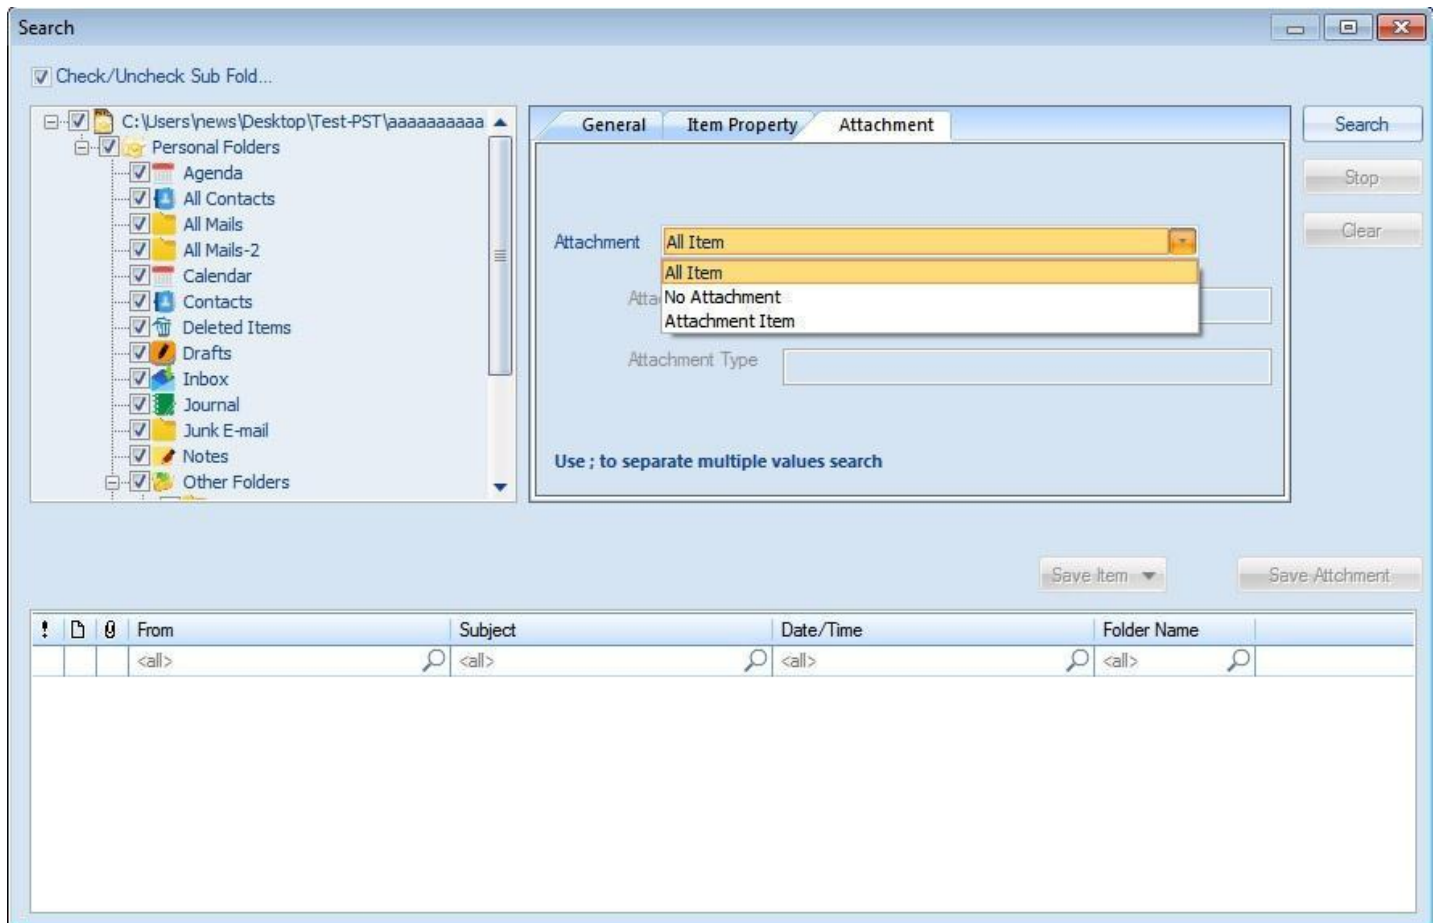 Search
Check/Uncheck Sub Fold...
C:\Users\news\Desktop\Test-PST\aaaaaaaaaa
Personal Folders
Agenda
All Contacts
All Mails
All Mails-2
Calendar
Contacts
Deleted Items
Drafts
Inbox
Journal
Junk E-mail
Notes
Other Folders
General Item Property Attachment
Attachment All Item
All Item
No Attachment
Attachment Item
Attachment Type
Use ; to separate multiple values search
Search
Stop
Clear
Save Item Save Attchment
From Subject Date/Time Folder Name
<all> <all> <all> <all>